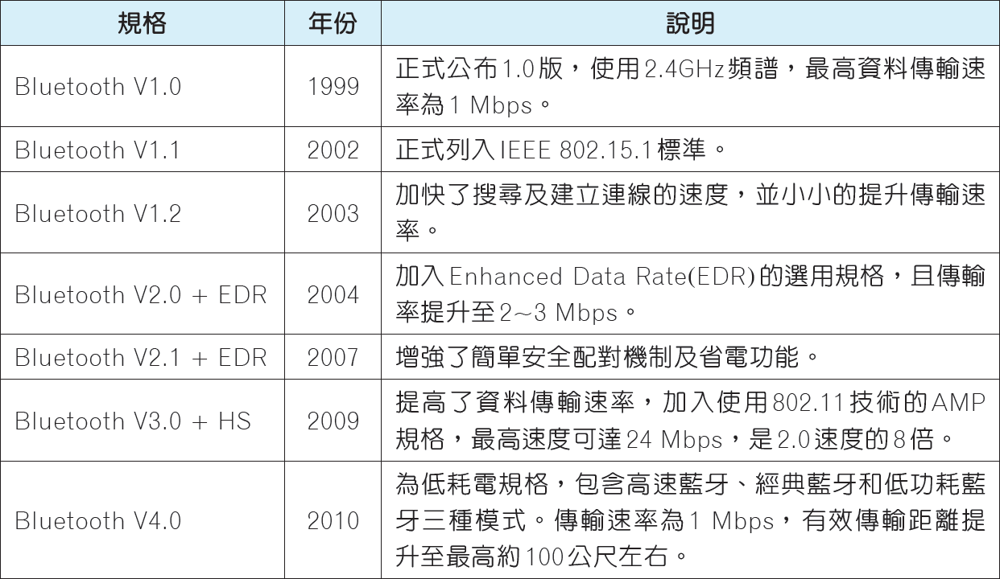 規格 年份 說明
Bluetooth V1.0 1999 正式公布1.0版，使用2.4GHz頻譜，最高資料傳輸速
率為1 Mbps。
Bluetooth V1.1 2002 正式列入IEEE 802.15.1標準。
Bluetooth V1.2 2003 加快了搜尋及建立連線的速度，並小小的提升傳輸速
率。
Bluetooth V2.0 + EDR 2004 加入Enhanced Data Rate(EDR)的選用規格，且傳輸
率提升至2~3 Mbps。
Bluetooth V2.1 + EDR 2007 增強了簡單安全配對機制及省電功能。
Bluetooth V3.0 + HS 2009 提高了資料傳輸速率，加入使用802.11技術的AMP
規格，最高速度可達24 Mbps，是2.0速度的8倍。
Bluetooth V4.0 2010 為低耗電規格，包含高速藍牙、經典藍牙和低功耗藍
牙三種模式。傳輸速率為1 Mbps，有效傳輸距離提
升至最高約100公尺左右。